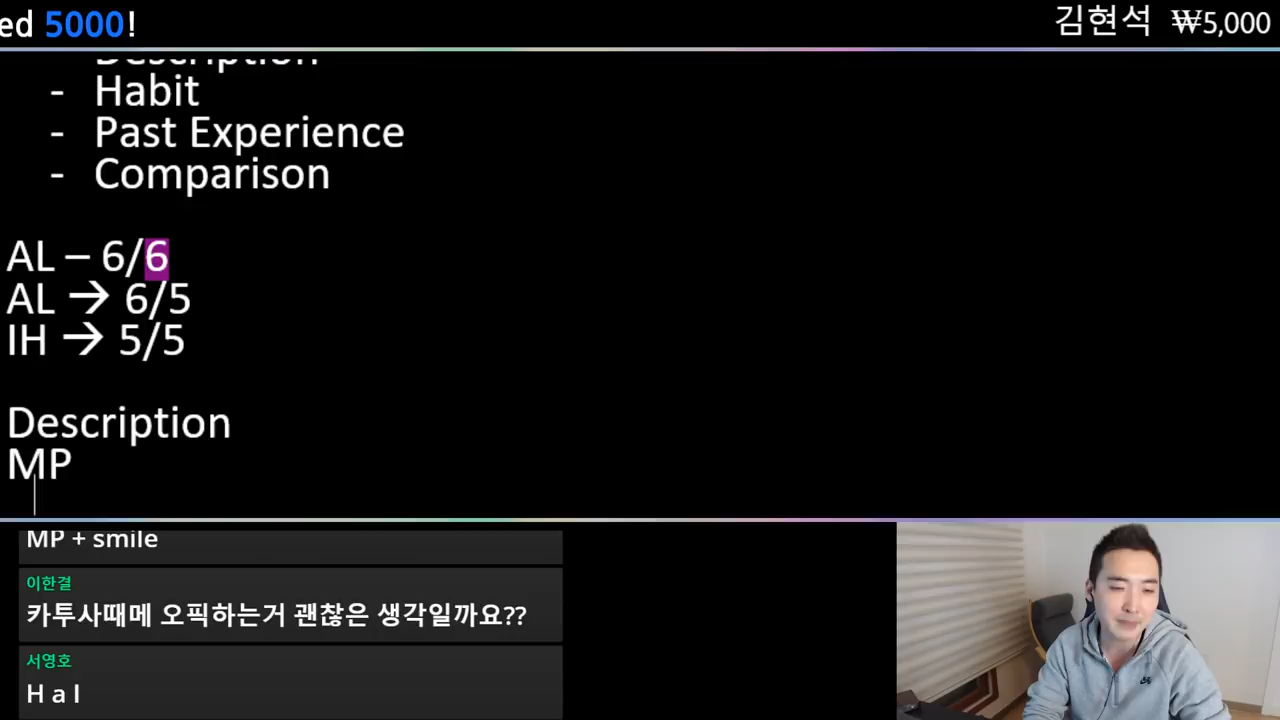 ed 5000!
김현석 ₩5,000
Description
- Habit
- Past Experience
- Comparison
AL – 6/6
AL → 6/5
IH → 5/5
Description
MP
MP + smile
이한결
카투사때메 오픽하는거 괜찮은 생각일까요??
서영호
H a l